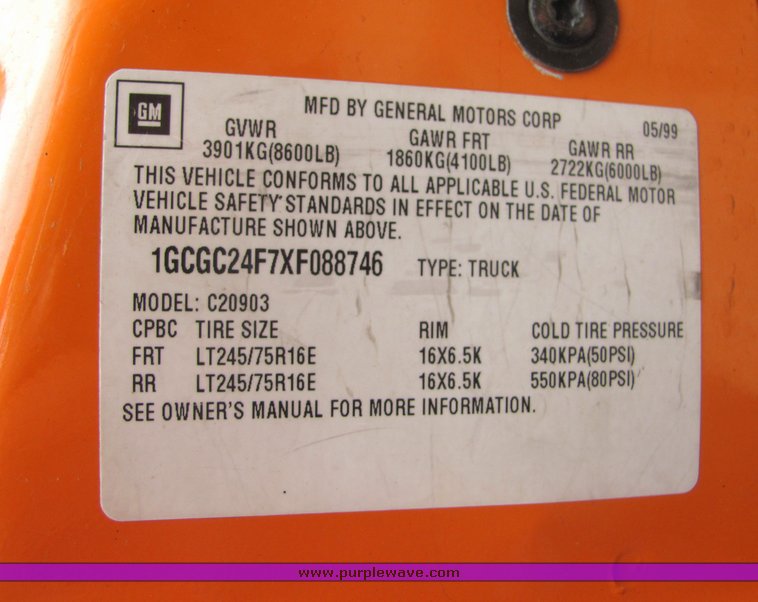 GM
MFD BY GENERAL MOTORS CORP 05/99
GVWR GAWR FRT GAWR RR
3901KG(8600LB) 1860KG(4100LB) 2722KG(6000LB)
THIS VEHICLE CONFORMS TO ALL APPLICABLE U.S. FEDERAL MOTOR
VEHICLE SAFETY STANDARDS IN EFFECT ON THE DATE OF
MANUFACTURE SHOWN ABOVE.
1GCGC24F7XF088746 TYPE: TRUCK
MODEL: C20903
CPBC TIRE SIZE RIM COLD TIRE PRESSURE
FRT LT245/75R16E 16X6.5K 340KPA(50PSI)
RR LT245/75R16E 16X6.5K 550KPA(80PSI)
SEE OWNER'S MANUAL FOR MORE INFORMATION.
www.purplewave.com